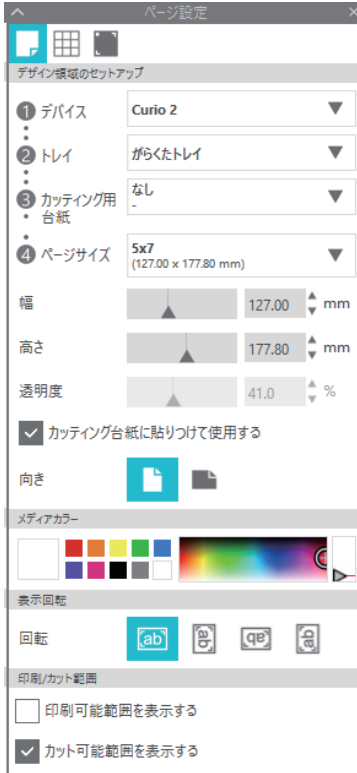 ページ設定
デザイン領域のセットアップ
1 デバイス Curio 2
2 トレイ がらくたトレイ
3 カッティング用台紙 なし
-
4 ページサイズ 5x7
(127.00 x 177.80 mm)
幅 127.00 mm
高さ 177.80 mm
透明度 41.0 %
カッティング台紙に貼りつけて使用する
向き
メディアカラー
表示回転
回転 ab ab ab ab
印刷/カット範囲
印刷可能範囲を表示する
カット可能範囲を表示する